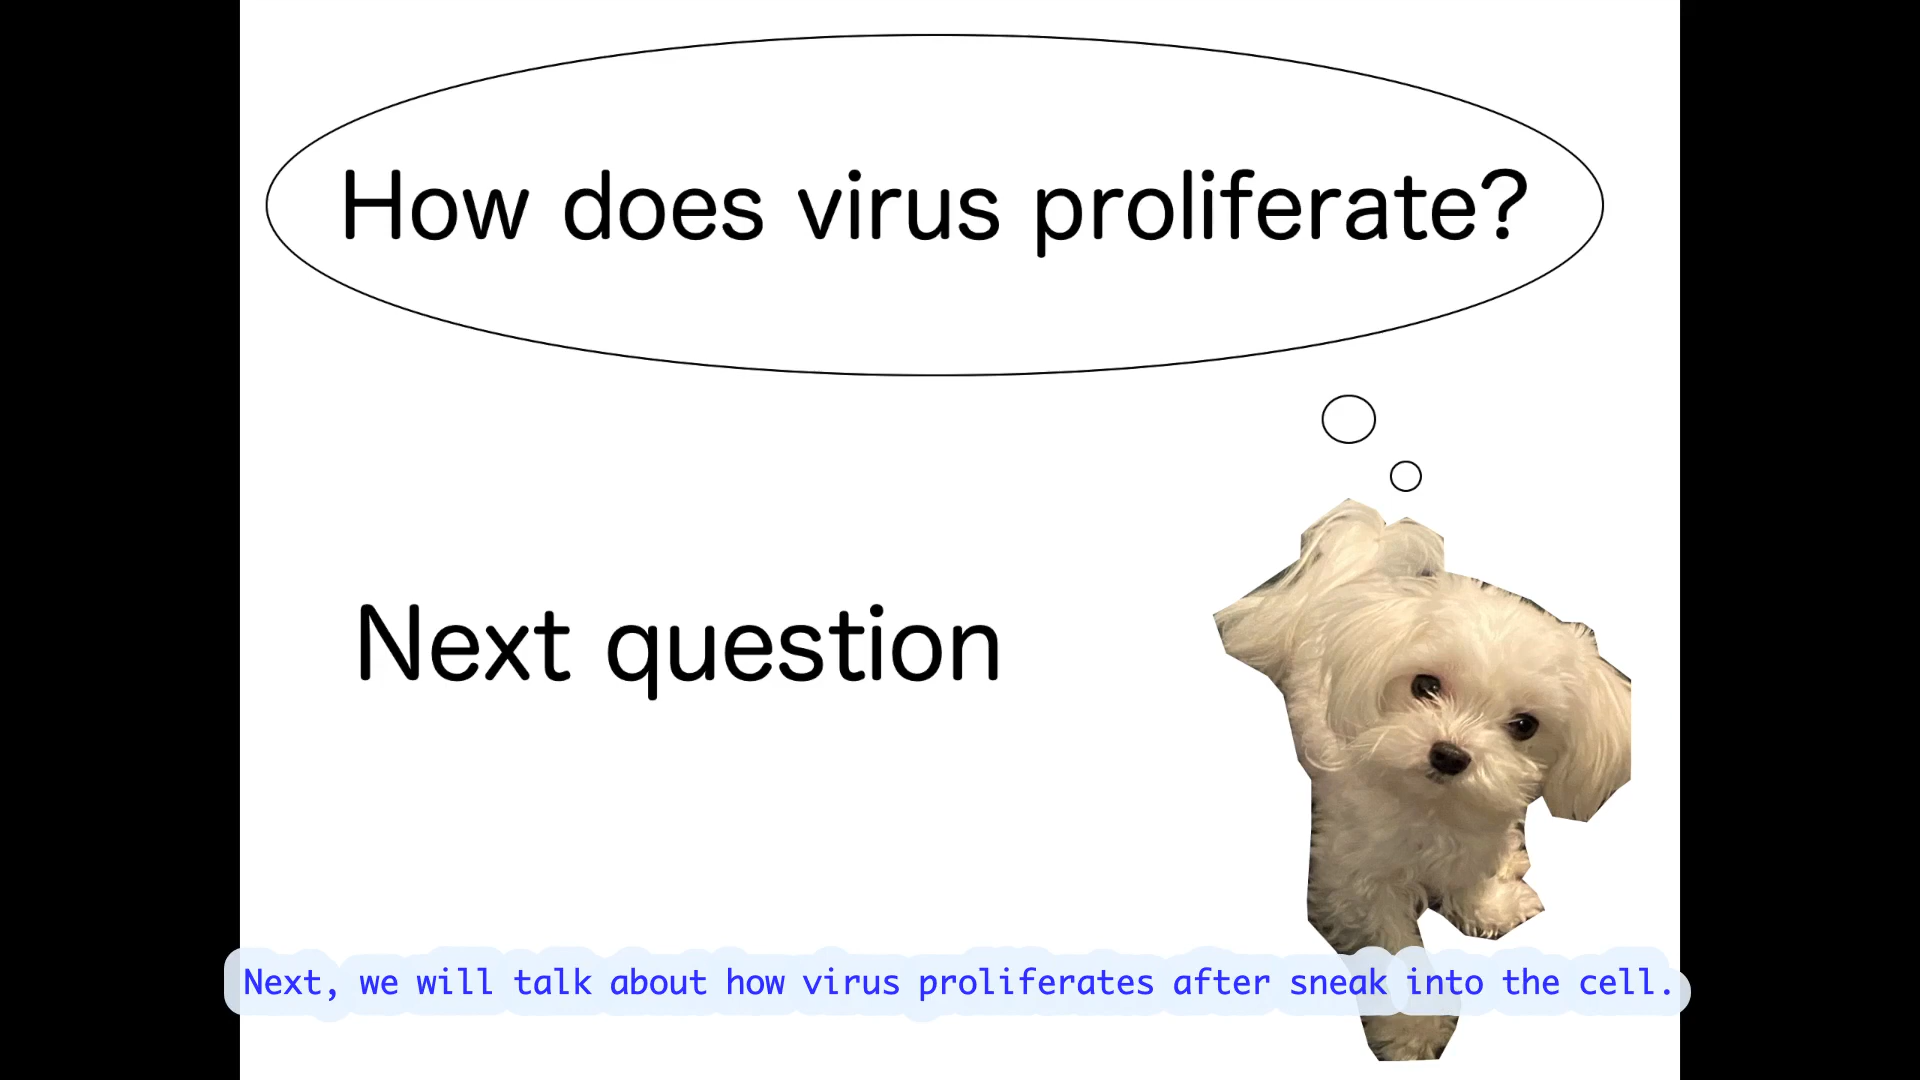 How does virus proliferate?
Next question
Next, we will talk about how virus proliferates after sneak into the cell.